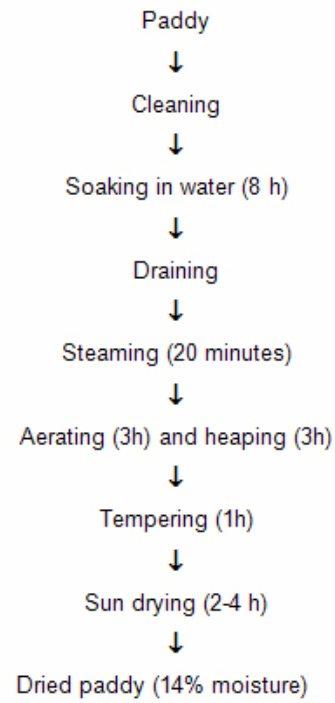 Paddy
↓
Cleaning
↓
Soaking in water (8 h)
↓
Draining
↓
Steaming (20 minutes)
↓
Aerating (3h) and heaping (3h)
↓
Tempering (1h)
↓
Sun drying (2-4 h)
↓
Dried paddy (14% moisture)